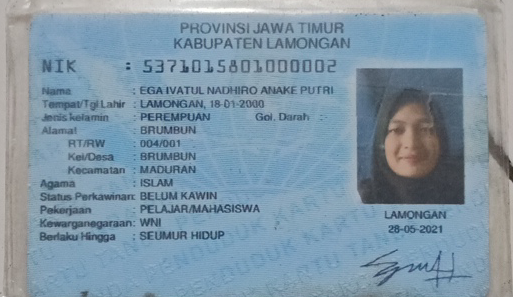 PROVINSI JAWA TIMUR
KABUPATEN LAMONGAN
NIK : 5371015801000002
Nama : EGA IVATUL NADHIRO ANAKE PUTRI
Tempat/Tgl Lahir : LAMONGAN, 18-01-2000
Jenis kelamin : PEREMPUAN Gol. Darah :-
Alamat : BRUMBUN
RT/RW : 004/001
Kel/Desa : BRUMBUN
Kecamatan : MADURAN
Agama : ISLAM
Status Perkawinan: BELUM KAWIN
Pekerjaan : PELAJAR/MAHASISWA
Kewarganegaraan: WNI
Berlaku Hingga : SEUMUR HIDUP
LAMONGAN
28-05-2021